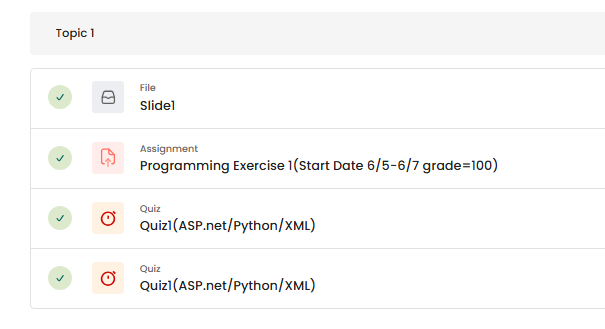 Topic 1
File
Slide1
Assignment
Programming Exercise 1(Start Date 6/5-6/7 grade=100)
Quiz
Quiz1(ASP.net/Python/XML)
Quiz
Quiz1(ASP.net/Python/XML)